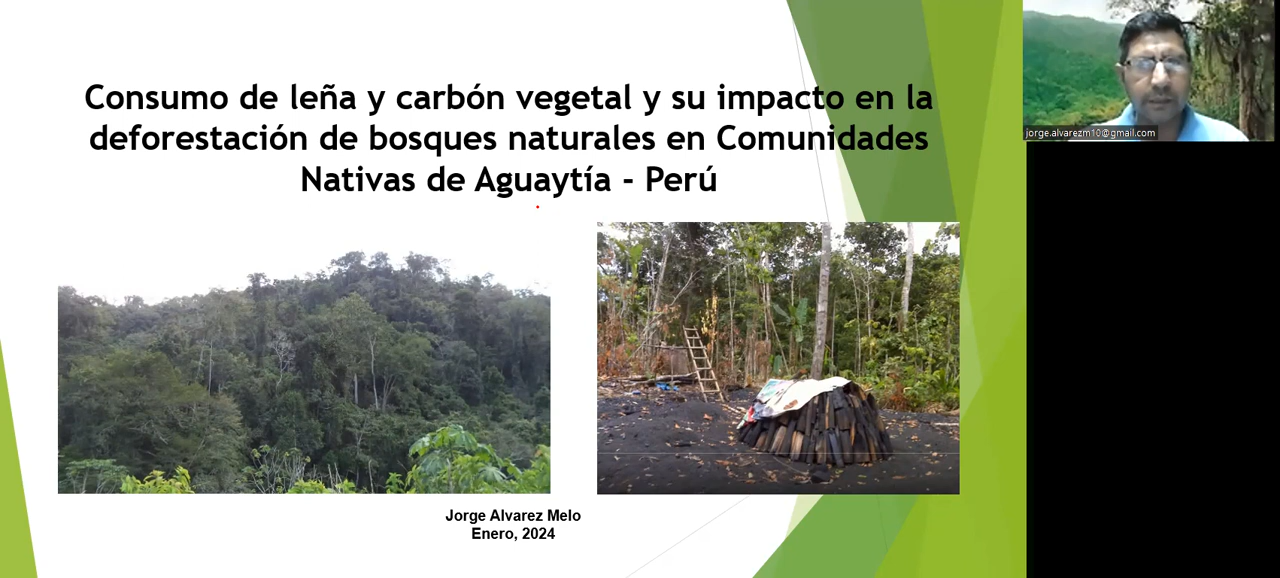 Consumo de leña y carbón vegetal y su impacto en la
deforestación de bosques naturales en Comunidades
Nativas de Aguaytía - Perú
Jorge Alvarez Melo
Enero, 2024
jorge.alvarezm10@gmail.com